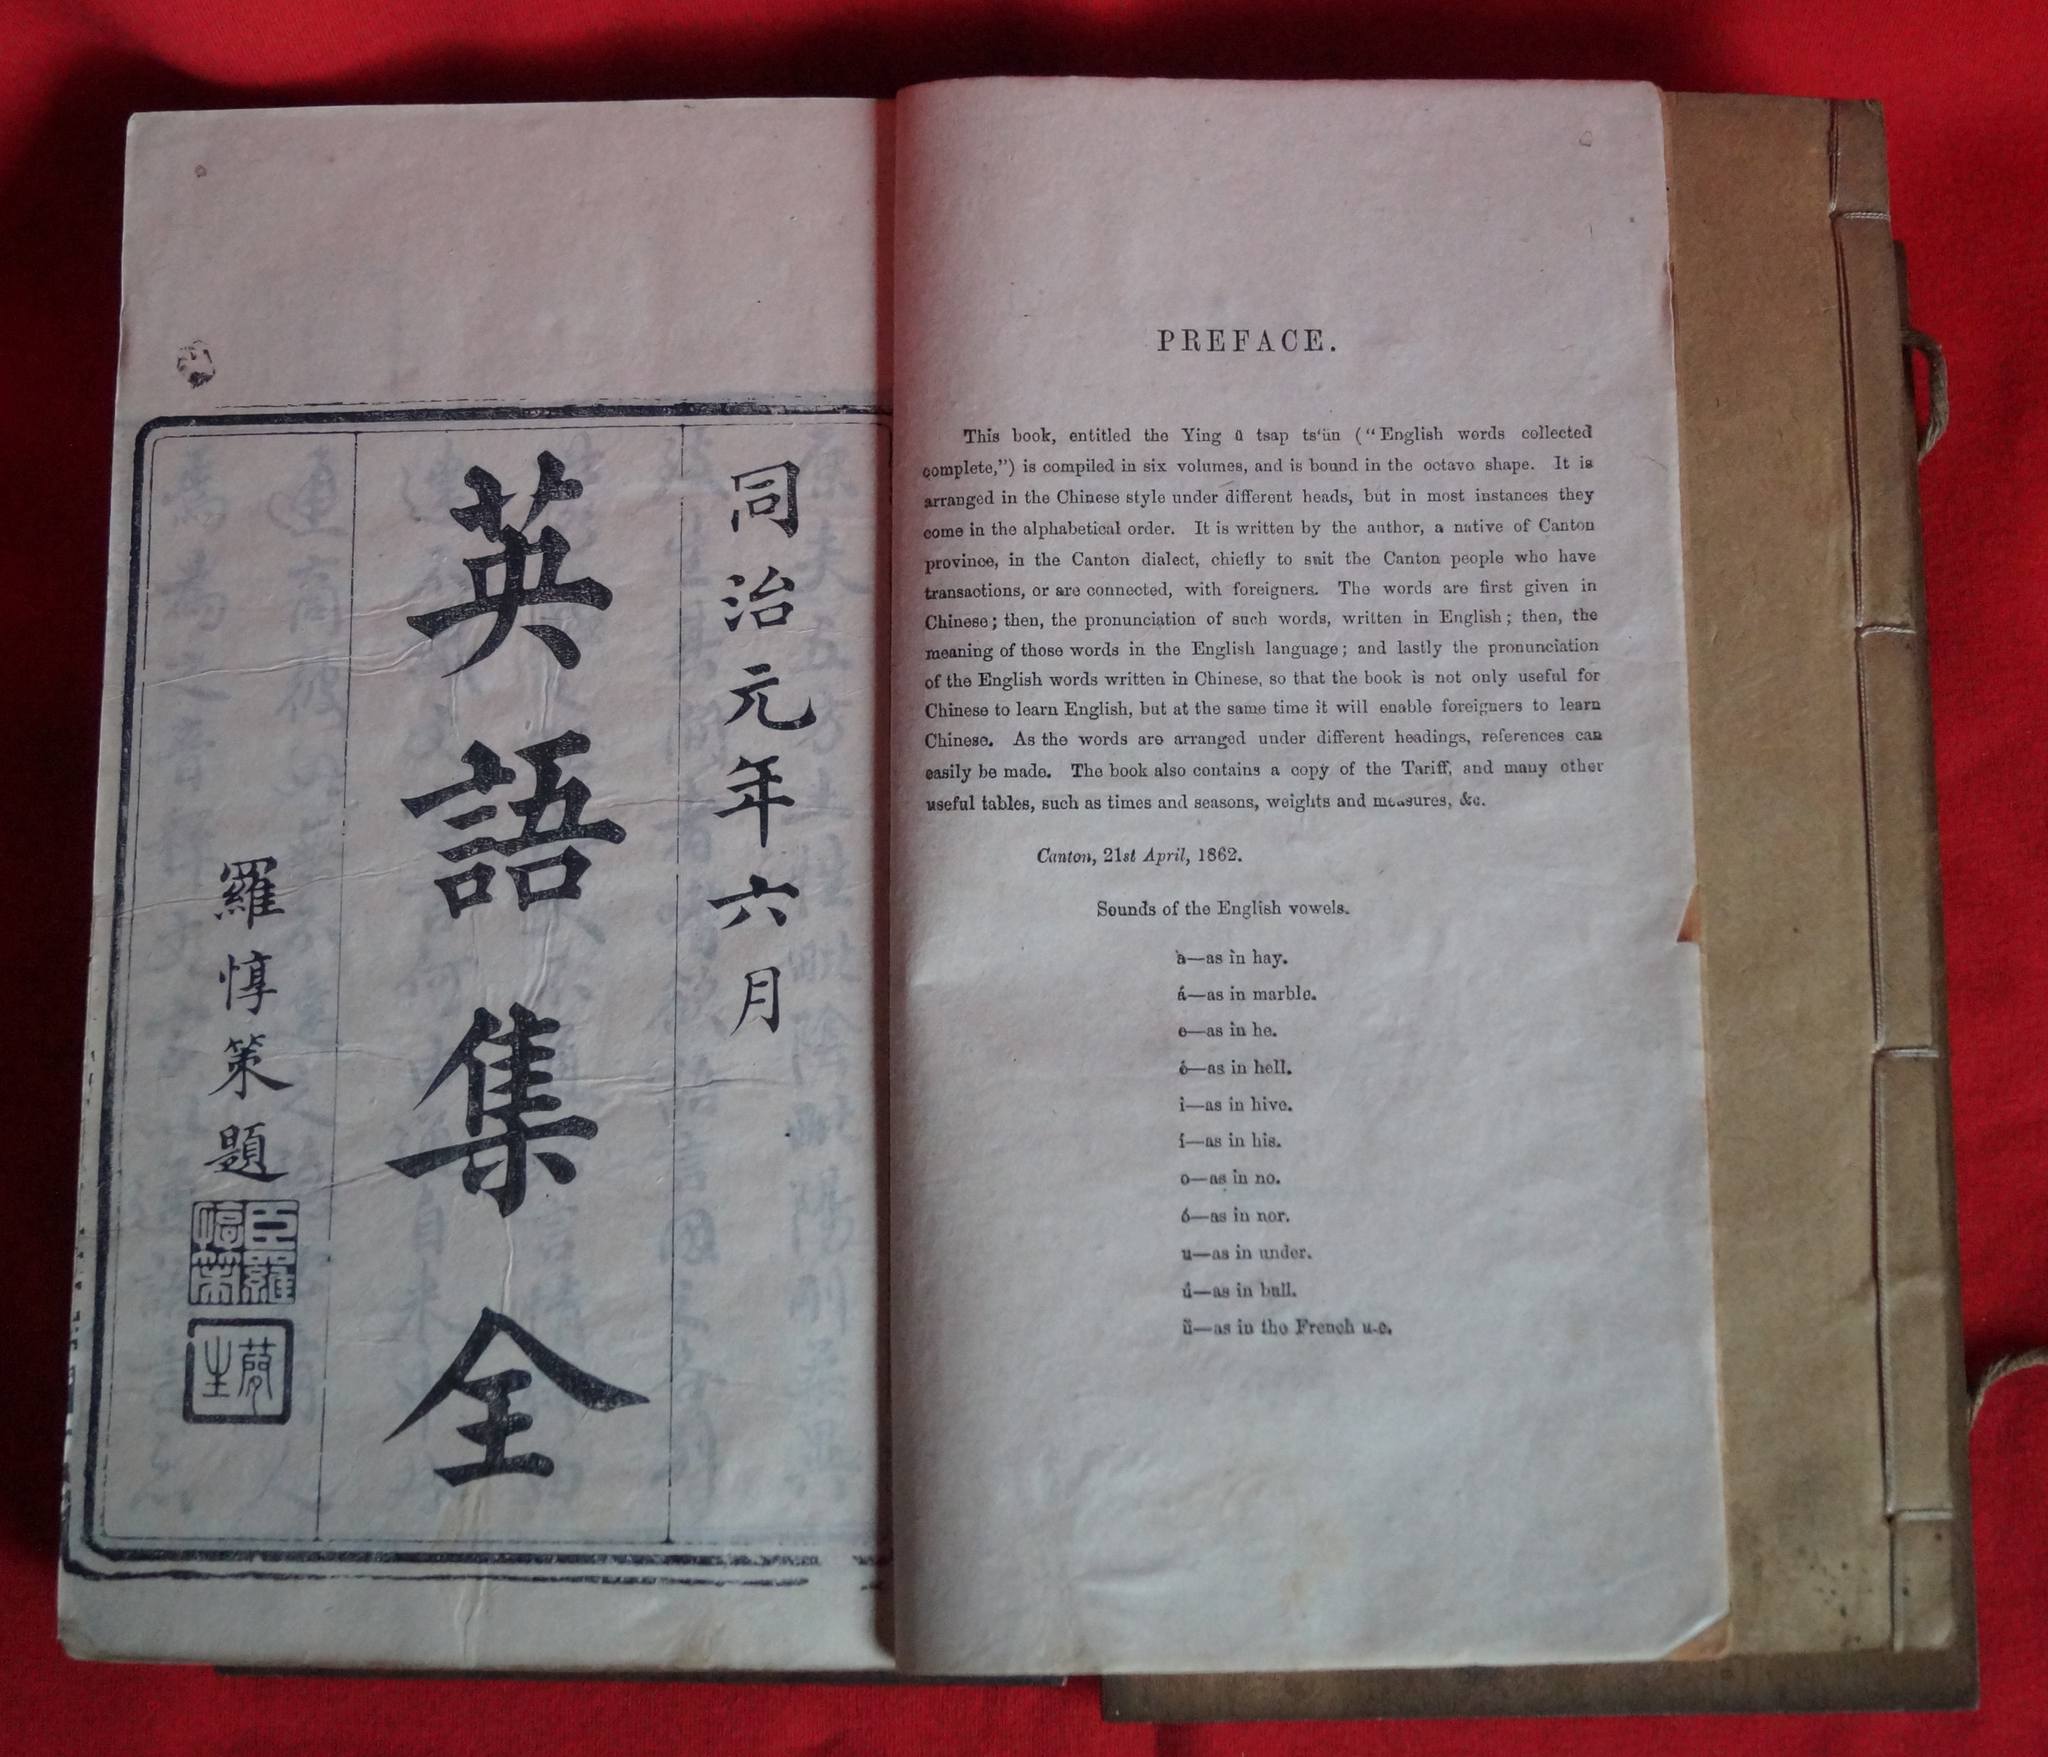 同治元年六月
英語集全
羅惇策題
臣羅惇策
PREFACE.
This book, entitled the Ying ü tsap ts'ün ("English words collected
complete,") is compiled in six volumes, and is bound in the octavo shape. It is
arranged in the Chinese style under different heads, but in most instances they
come in the alphabetical order. It is written by the author, a native of Canton
province, in the Canton dialect, chiefly to suit the Canton people who have
transactions, or are connected, with foreigners. The words are first given in
Chinese; then, the pronunciation of such words, written in English; then, the
meaning of those words in the English language; and lastly the pronunciation
of the English words written in Chinese, so that the book is not only useful for
Chinese to learn English, but at the same time it will enable foreigners to learn
Chinese. As the words are arranged under different headings, references can
easily be made. The book also contains a copy of the Tariff, and many other
useful tables, such as times and seasons, weights and measures, &c.
Canton, 21st April, 1862.
Sounds of the English vowels.
a—as in hay.
á—as in marble.
e—as in he.
é—as in hell.
i—as in hive.
í—as in his.
o—as in no.
ó—as in nor.
u—as in under.
ú—as in bull.
ü—as in the French u-e.